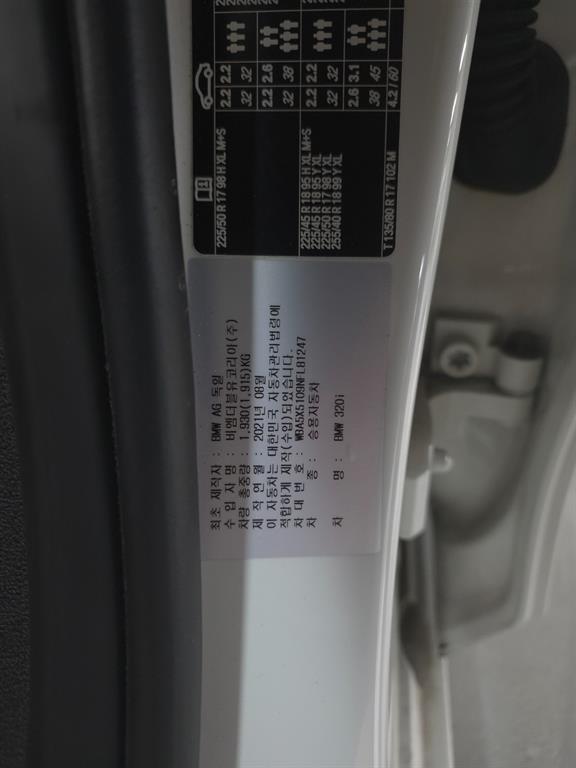 225/50 R 17 98 H XL M+S
2.2 2.2
32 32
2.2 2.6
32 38
225/45 R 18 95 H XL M+S
225/45 R 18 95 Y XL
225/50 R 17 98 Y XL
255/40 R 18 99 Y XL
2.2 2.2
32 32
2.6 3.1
38 45
T 135/80 R 17 102 M
4.2 / 60
최초 제작자 : BMW AG 독일
수 입 자 명 : 비엠더블유코리아(주)
차량 총중량 : 1,930(1,915)KG
제 작 연 월 : 2021년 08월
이 자동차는 대한민국 자동차관리법령에
적합하게 제작(수입)되었습니다.
차 대 번 호 : WBA5X5109NFL81247
차 종 : 승용자동차
차 명 : BMW 320i